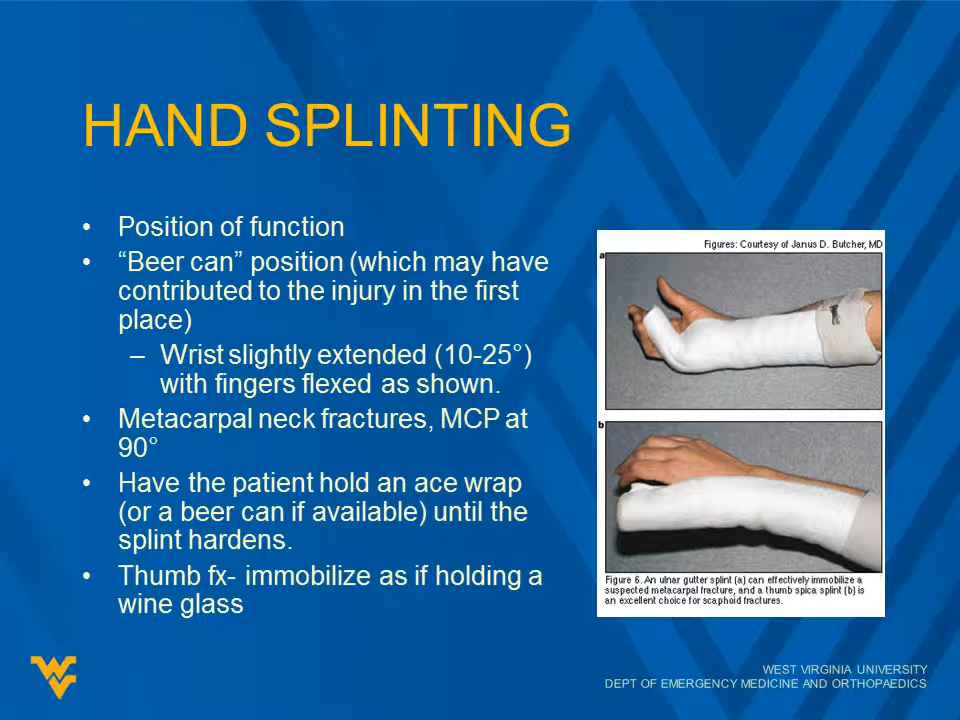 HAND SPLINTING
• Position of function
• “Beer can” position (which may have
contributed to the injury in the first
place)
– Wrist slightly extended (10-25°)
with fingers flexed as shown.
• Metacarpal neck fractures, MCP at
90°
• Have the patient hold an ace wrap
(or a beer can if available) until the
splint hardens.
• Thumb fx- immobilize as if holding a
wine glass
Figures: Courtesy of Janus D. Butcher, MD
a
b
Figure 6. An ulnar gutter splint (a) can effectively immobilize a
suspected metacarpal fracture, and a thumb spica splint (b) is
an excellent choice for scaphoid fractures.
WEST VIRGINIA UNIVERSITY
DEPT OF EMERGENCY MEDICINE AND ORTHOPAEDICS